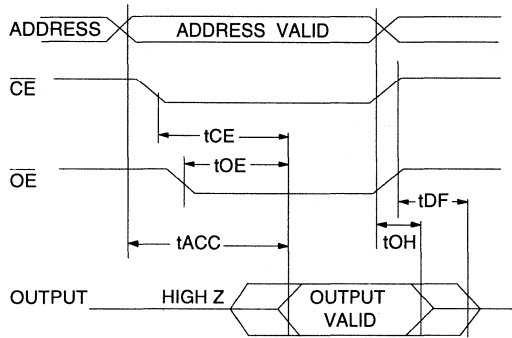 ADDRESS
ADDRESS VALID
CE
tCE
tOE
OE
tDF
tACC
tOH
OUTPUT
HIGH Z
OUTPUT
VALID